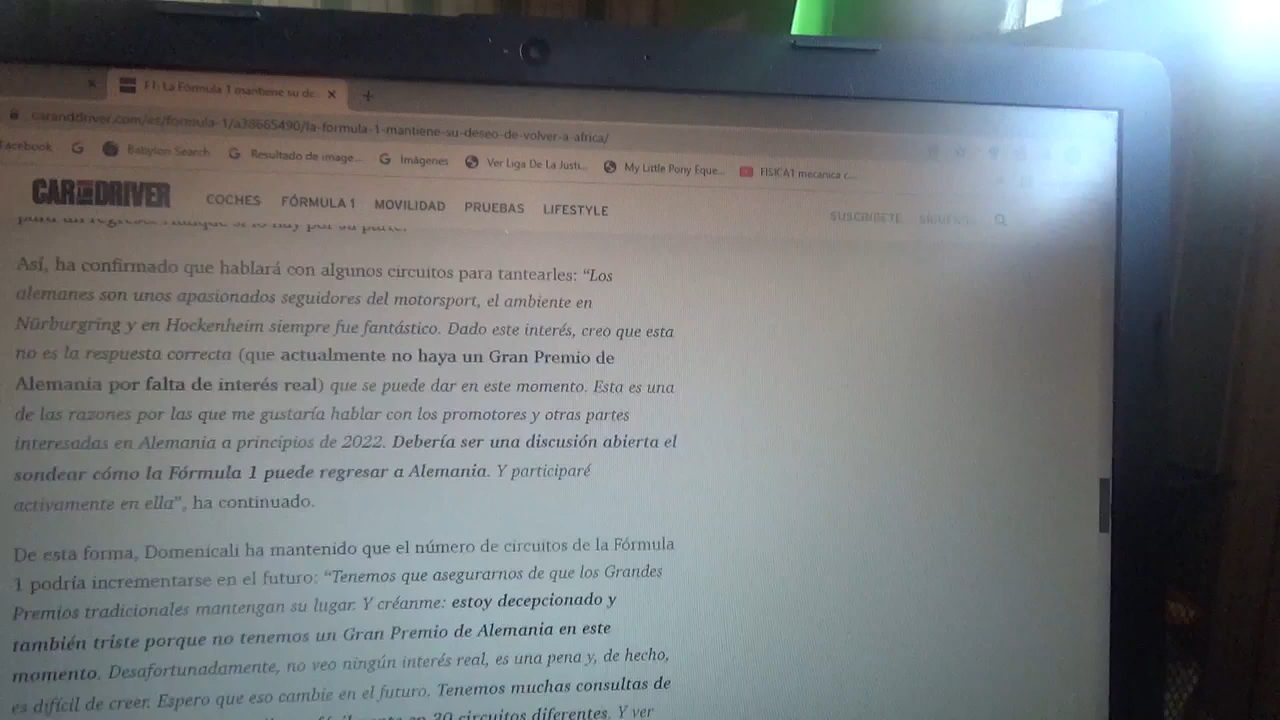 F1: La Fórmula 1 mantiene su de
caranddriver.com/es/formula-1/a38665490/la-formula-1-mantiene-su-deseo-de-volver-a-africa/
acebook
Babylon Search
Resultado de image...
Imágenes
Ver Liga De La Justi...
My Little Pony Eque...
FISICA1 mecanica c...
CAR AND DRIVER
COCHES FÓRMULA 1 MOVILIDAD PRUEBAS LIFESTYLE
SUSCRÍBETE
Así, ha confirmado que hablará con algunos circuitos para tantearles: “Los
alemanes son unos apasionados seguidores del motorsport, el ambiente en
Nürburgring y en Hockenheim siempre fue fantástico. Dado este interés, creo que esta
no es la respuesta correcta (que actualmente no haya un Gran Premio de
Alemania por falta de interés real) que se puede dar en este momento. Esta es una
de las razones por las que me gustaría hablar con los promotores y otras partes
interesadas en Alemania a principios de 2022. Debería ser una discusión abierta el
sondear cómo la Fórmula 1 puede regresar a Alemania. Y participaré
activamente en ella”, ha continuado.
De esta forma, Domenicali ha mantenido que el número de circuitos de la Fórmula
1 podría incrementarse en el futuro: “Tenemos que asegurarnos de que los Grandes
Premios tradicionales mantengan su lugar. Y créanme: estoy decepcionado y
también triste porque no tenemos un Gran Premio de Alemania en este
momento. Desafortunadamente, no veo ningún interés real, es una pena y, de hecho,
es difícil de creer. Espero que eso cambie en el futuro. Tenemos muchas consultas de
30 circuitos diferentes. Y ver